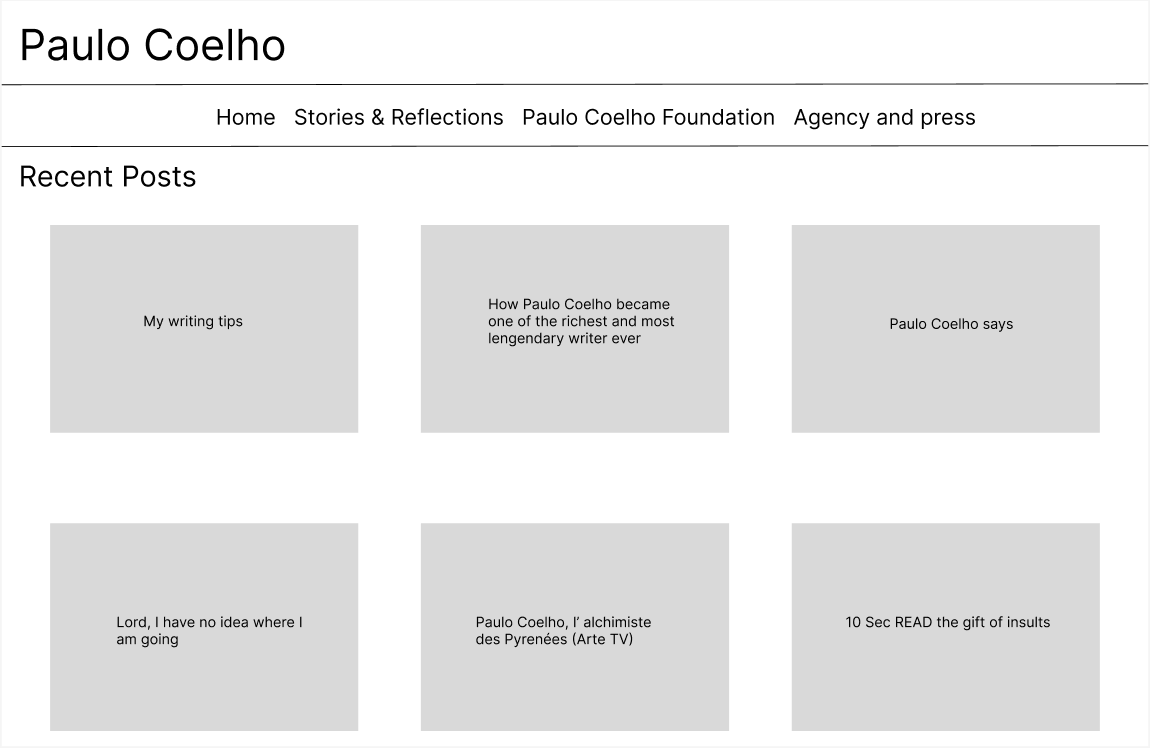 Paulo Coelho
Home Stories & Reflections Paulo Coelho Foundation Agency and press
Recent Posts
My writing tips
How Paulo Coelho became
one of the richest and most
lengendary writer ever
Paulo Coelho says
Lord, I have no idea where I
am going
Paulo Coelho, l’ alchimiste
des Pyrenées (Arte TV)
10 Sec READ the gift of insults